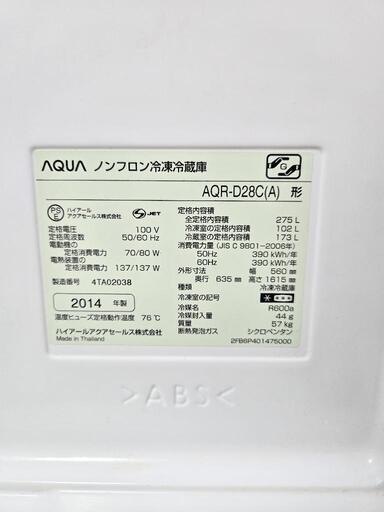 AQUA ノンフロン冷凍冷蔵庫
AQR-D28C(A) 形
PS E
ハイアール
アクアセールス株式会社
JET
定格電圧 100 V
定格周波数 50/60 Hz
電動機の
定格消費電力 70/80 W
電熱装置の
定格消費電力 137/137 W
製造番号 4TA02038
2014 年製
温度ヒューズ定格動作温度 76℃
ハイアールアクアセールス株式会社
Made in Thailand
定格内容積
全定格内容積 275 L
冷凍室の定格内容積 102 L
冷蔵室の定格内容積 173 L
消費電力量 (JIS C 9801-2006年)
50Hz 390 kWh/年
60Hz 390 kWh/年
外形寸法 幅 560 mm
奥行 635 mm 高さ 1615 mm
種類 冷凍冷蔵庫
冷凍室の記号
冷媒名 R600a
冷媒封入量 44 g
質量 57 kg
断熱発泡ガス シクロペンタン
2FB6P401475000
G
>ABS<